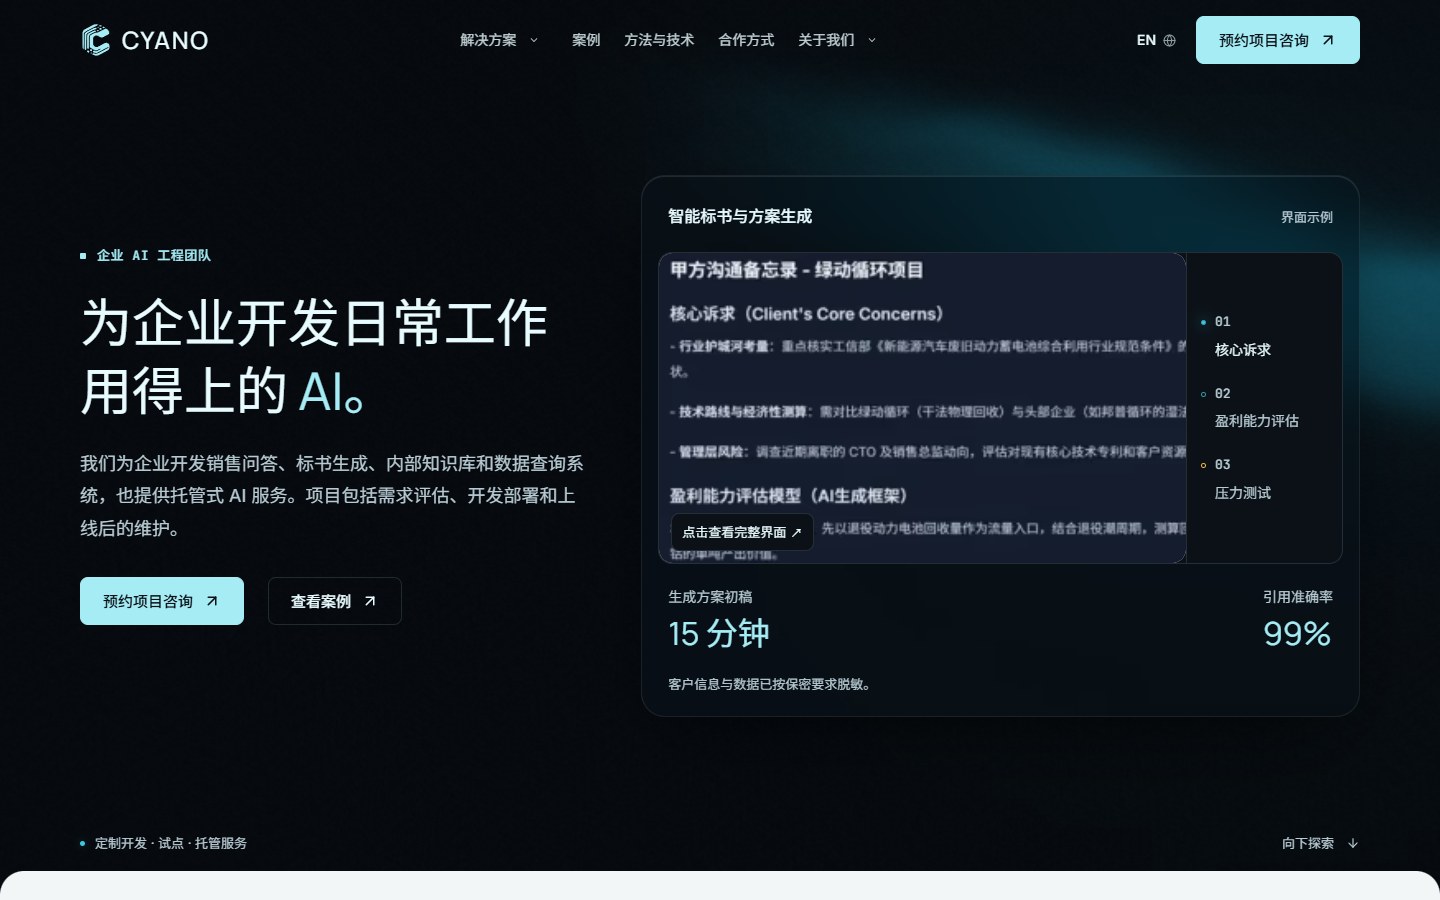 CYANO
解决方案
案例
方法与技术
合作方式
关于我们
EN
预约项目咨询
企业 AI 工程团队
为企业开发日常工作
用得上的 AI。
我们为企业开发销售问答、标书生成、内部知识库和数据查询系
统，也提供托管式 AI 服务。项目包括需求评估、开发部署和上
线后的维护。
预约项目咨询
查看案例
智能标书与方案生成
界面示例
甲方沟通备忘录 - 绿动循环项目
核心诉求（Client's Core Concerns）
- 行业护城河考量：重点核实工信部《新能源汽车废旧动力蓄电池综合利用行业规范条件》的
状。
- 技术路线与经济性测算：需对比绿动循环（干法物理回收）与头部企业（如邦普循环的湿法
- 管理层风险：调查近期离职的 CTO 及销售总监动向，评估对现有核心技术专利和客户资源
盈利能力评估模型（AI生成框架）
先以退役动力电池回收量作为流量入口，结合退役潮周期，测算
点击查看完整界面 ↗
01
核心诉求
02
盈利能力评估
03
压力测试
生成方案初稿
15 分钟
引用准确率
99%
客户信息与数据已按保密要求脱敏。
定制开发 · 试点 · 托管服务
向下探索